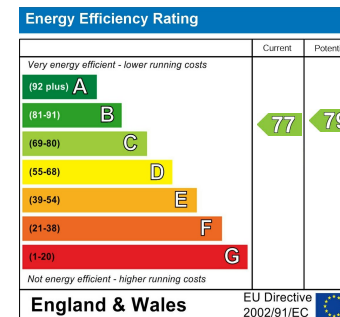 Energy Efficiency Rating
Current
Very energy efficient - lower running costs
(92 plus) A
(81-91) B
(69-80) C
(55-68) D
(39-54) E
(21-38) F
(1-20) G
77
Not energy efficient - higher running costs
England & Wales
EU Directive
2002/91/EC